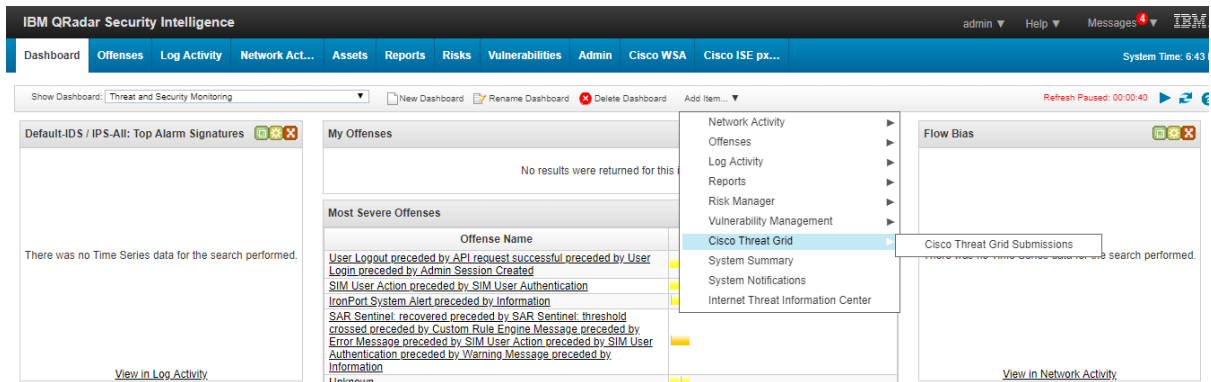 IBM QRadar Security Intelligence
admin ▼ Help ▼ Messages 4 ▼ IBM
Dashboard Offenses Log Activity Network Act... Assets Reports Risks Vulnerabilities Admin Cisco WSA Cisco ISE px...
System Time: 6:43
Show Dashboard: Threat and Security Monitoring ▼ New Dashboard Rename Dashboard Delete Dashboard Add Item... ▼
Refresh Paused: 00:00:40
Default-IDS / IPS-All: Top Alarm Signatures
There was no Time Series data for the search performed.
View in Log Activity
My Offenses
No results were returned for this
Most Severe Offenses
Offense Name
User Logout preceded by API request successful preceded by User
Login preceded by Admin Session Created
SIM User Action preceded by SIM User Authentication
IronPort System Alert preceded by Information
SAR Sentinel: recovered preceded by SAR Sentinel: threshold
crossed preceded by Custom Rule Engine Message preceded by
Error Message preceded by SIM User Action preceded by SIM User
Authentication preceded by Warning Message preceded by
Information
Unknown
Network Activity
Offenses
Log Activity
Reports
Risk Manager
Vulnerability Management
Cisco Threat Grid
System Summary
System Notifications
Internet Threat Information Center
Cisco Threat Grid Submissions
Flow Bias
search performed.
View in Network Activity